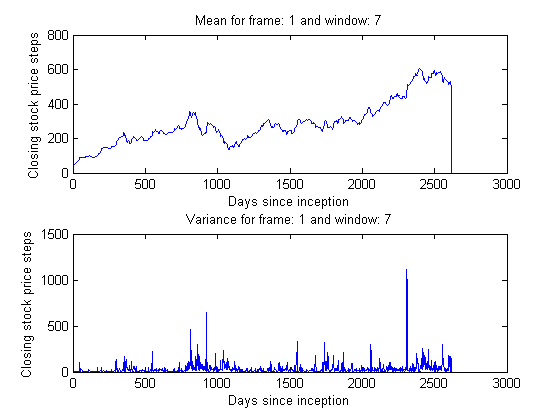 Mean for frame: 1 and window: 7
800
600
400
200
0
Closing stock price steps
0 500 1000 1500 2000 2500 3000
Days since inception
Variance for frame: 1 and window: 7
1500
1000
500
0
Closing stock price steps
0 500 1000 1500 2000 2500 3000
Days since inception